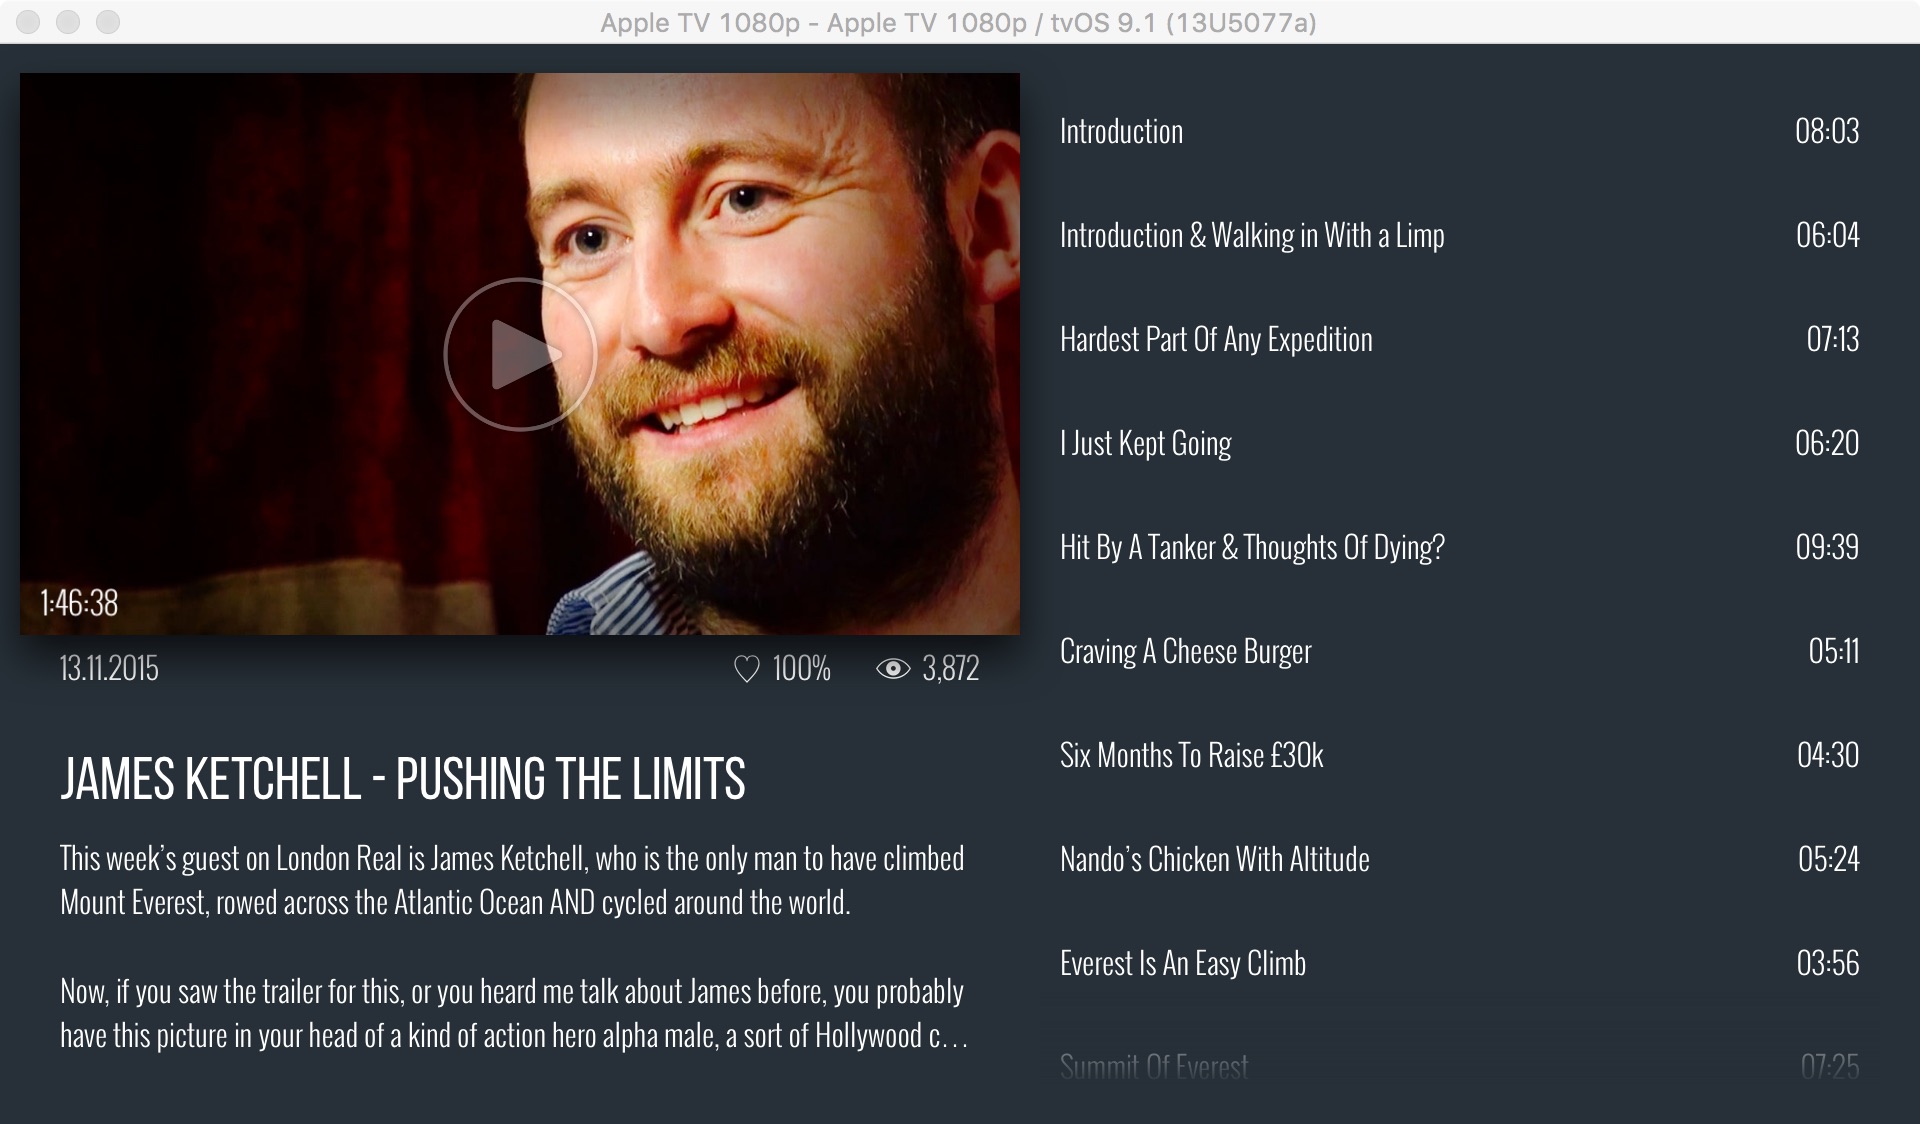 Apple TV 1080p - Apple TV 1080p / tvOS 9.1 (13U5077a)
1:46:38
13.11.2015 100% 3,872
JAMES KETCHELL - PUSHING THE LIMITS
This week’s guest on London Real is James Ketchell, who is the only man to have climbed
Mount Everest, rowed across the Atlantic Ocean AND cycled around the world.
Now, if you saw the trailer for this, or you heard me talk about James before, you probably
have this picture in your head of a kind of action hero alpha male, a sort of Hollywood c…
Introduction 08:03
Introduction & Walking in With a Limp 06:04
Hardest Part Of Any Expedition 07:13
I Just Kept Going 06:20
Hit By A Tanker & Thoughts Of Dying? 09:39
Craving A Cheese Burger 05:11
Six Months To Raise £30k 04:30
Nando’s Chicken With Altitude 05:24
Everest Is An Easy Climb 03:56
Summit Of Everest 07:25